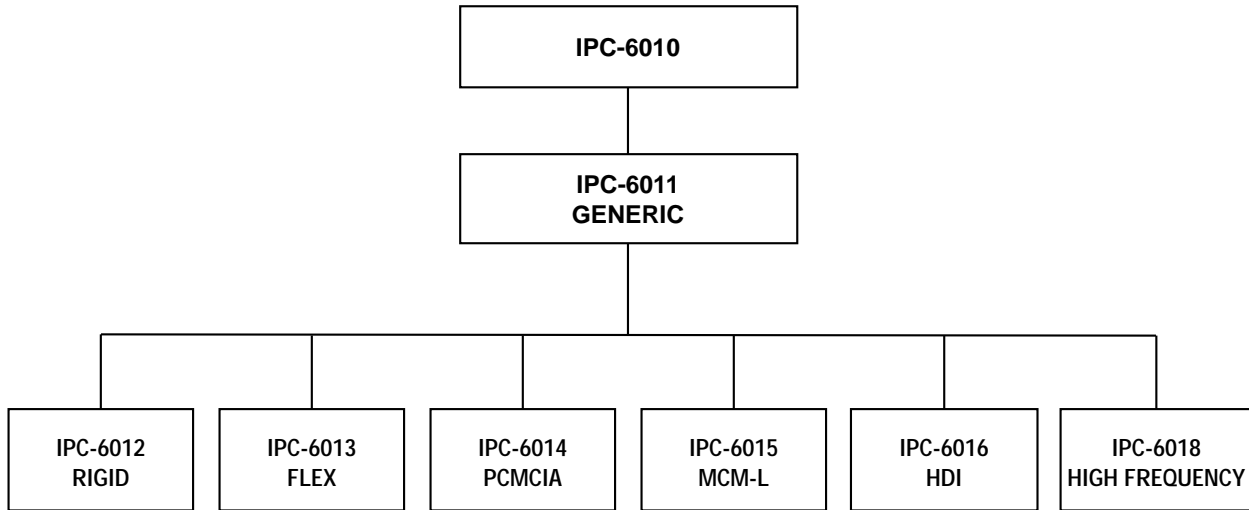 IPC-6010
IPC-6011
GENERIC
IPC-6012
RIGID
IPC-6013
FLEX
IPC-6014
PCMCIA
IPC-6015
MCM-L
IPC-6016
HDI
IPC-6018
HIGH FREQUENCY